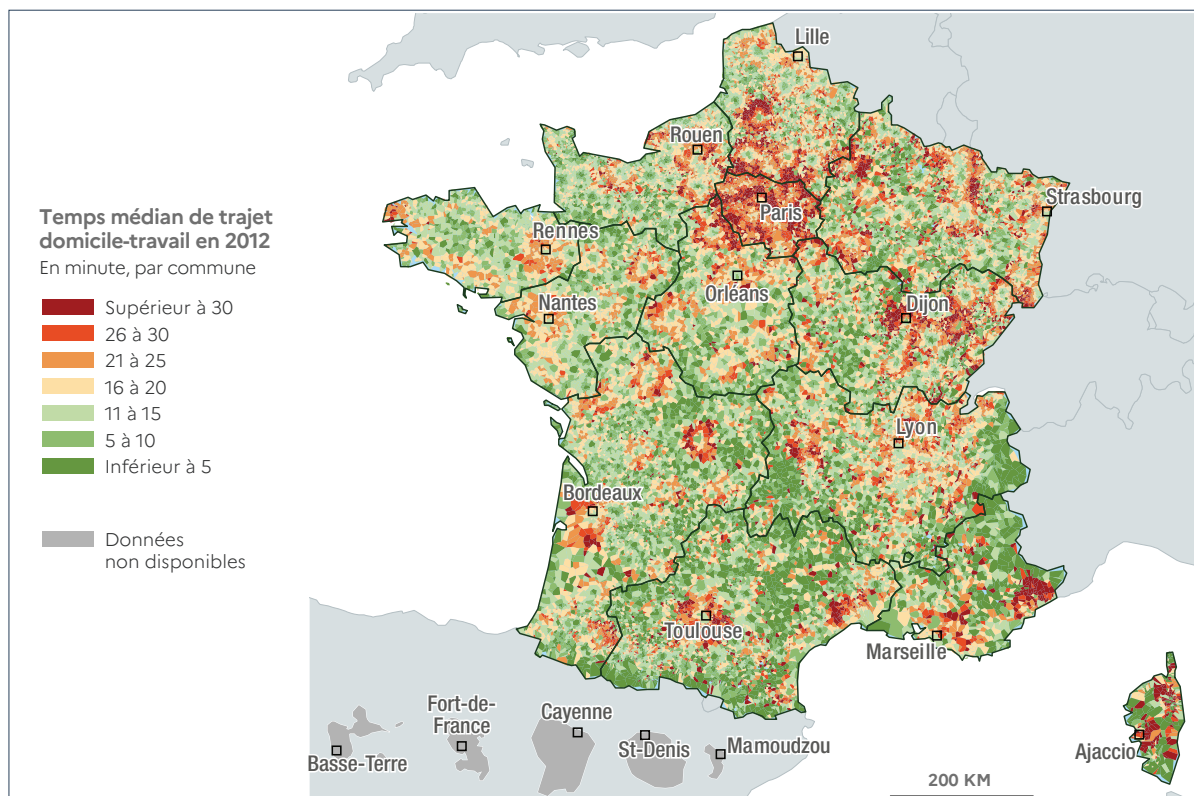 Temps médian de trajet
domicile-travail en 2012
En minute, par commune
Supérieur à 30
26 à 30
21 à 25
16 à 20
11 à 15
5 à 10
Inférieur à 5
Données
non disponibles
Lille
Rouen
Strasbourg
Paris
Rennes
Orléans
Dijon
Nantes
Lyon
Bordeaux
Toulouse
Marseille
Fort-de-
France
Cayenne
St-Denis
Mamoudzou
Basse-Terre
Ajaccio
200 KM